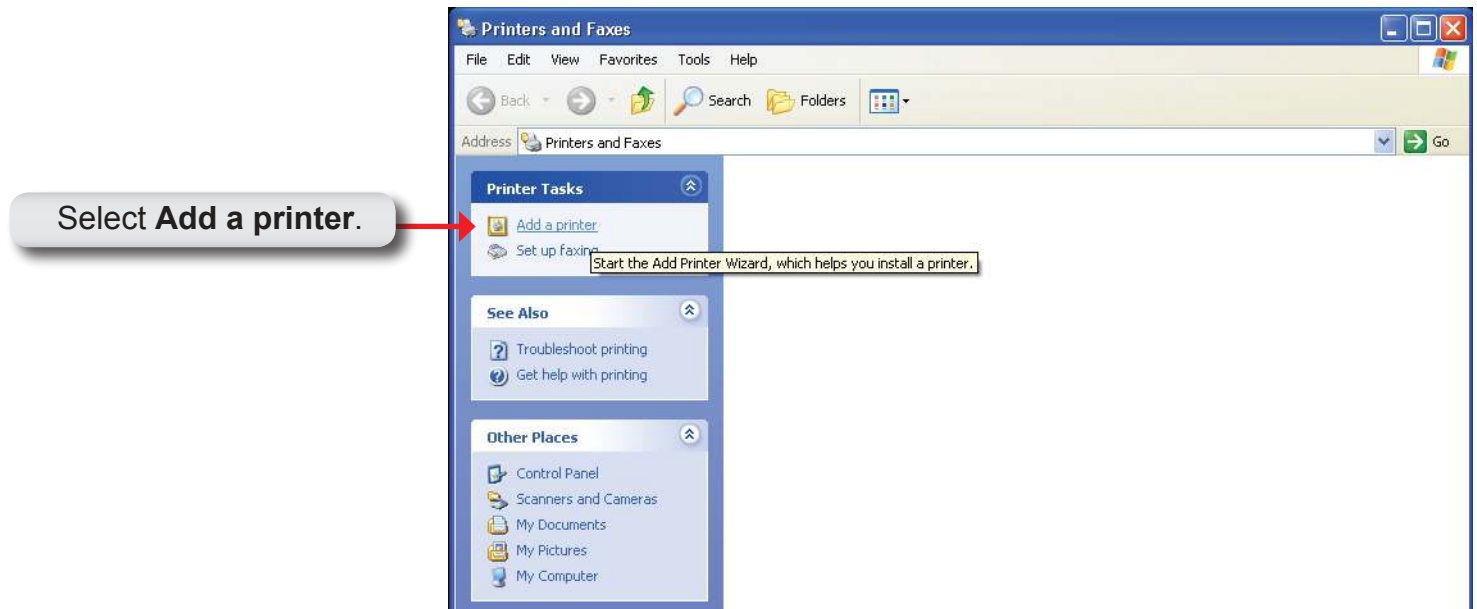 Printers and Faxes
File Edit View Favorites Tools Help
Back Search Folders
Address Printers and Faxes Go
Printer Tasks
Select Add a printer.
Add a printer
Set up faxing
Start the Add Printer Wizard, which helps you install a printer.
See Also
Troubleshoot printing
Get help with printing
Other Places
Control Panel
Scanners and Cameras
My Documents
My Pictures
My Computer